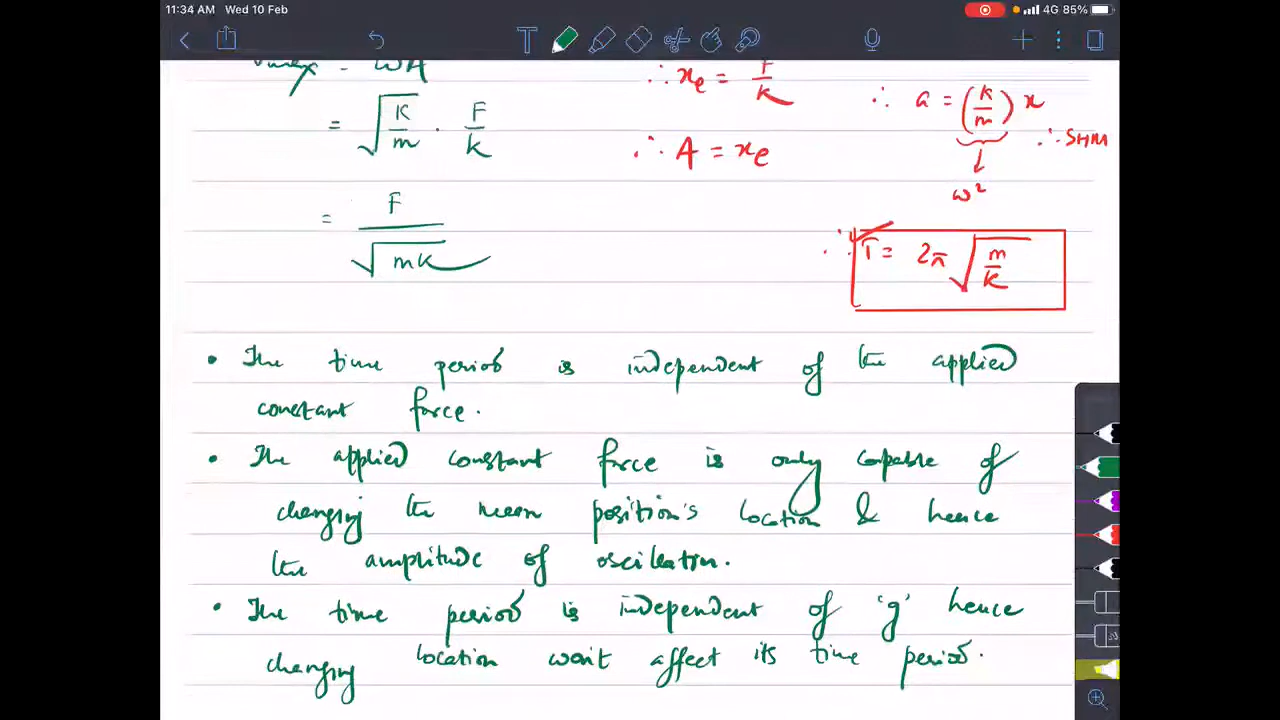 11:34 AM Wed 10 Feb
4G 85%
T
Vmax = ωA
= √(K/m) · F/k
= F/√(mk)
∴ xe = F/k
∴ A = xe
∴ a = (k/m) x
∴ SHM
ω²
∴ T = 2π √(m/k)
• The time period is independent of the applied
constant force.
• The applied constant force is only capable of
changing the mean position's location & hence
the amplitude of oscillation.
• The time period is independent of 'g' hence
changing location won't affect its time period.